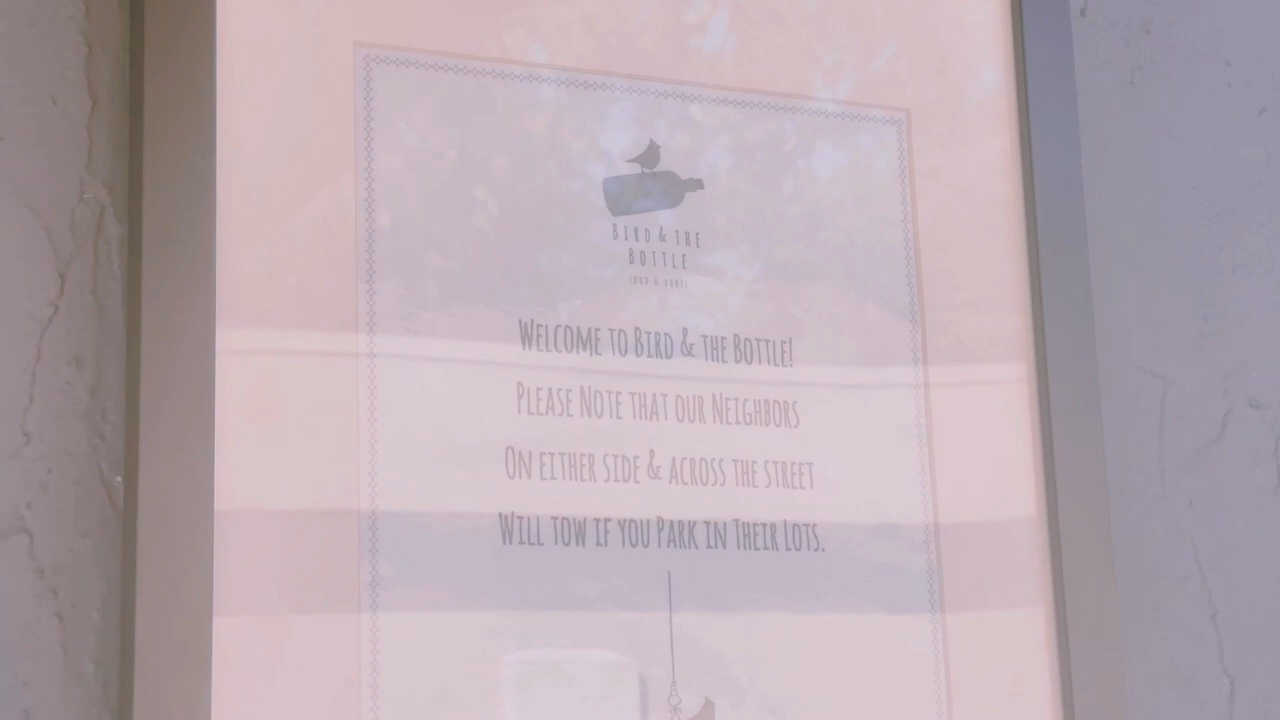 BIRD & THE
BOTTLE
WELCOME TO BIRD & THE BOTTLE!
PLEASE NOTE THAT OUR NEIGHBORS
ON EITHER SIDE & ACROSS THE STREET
WILL TOW IF YOU PARK IN THEIR LOTS.